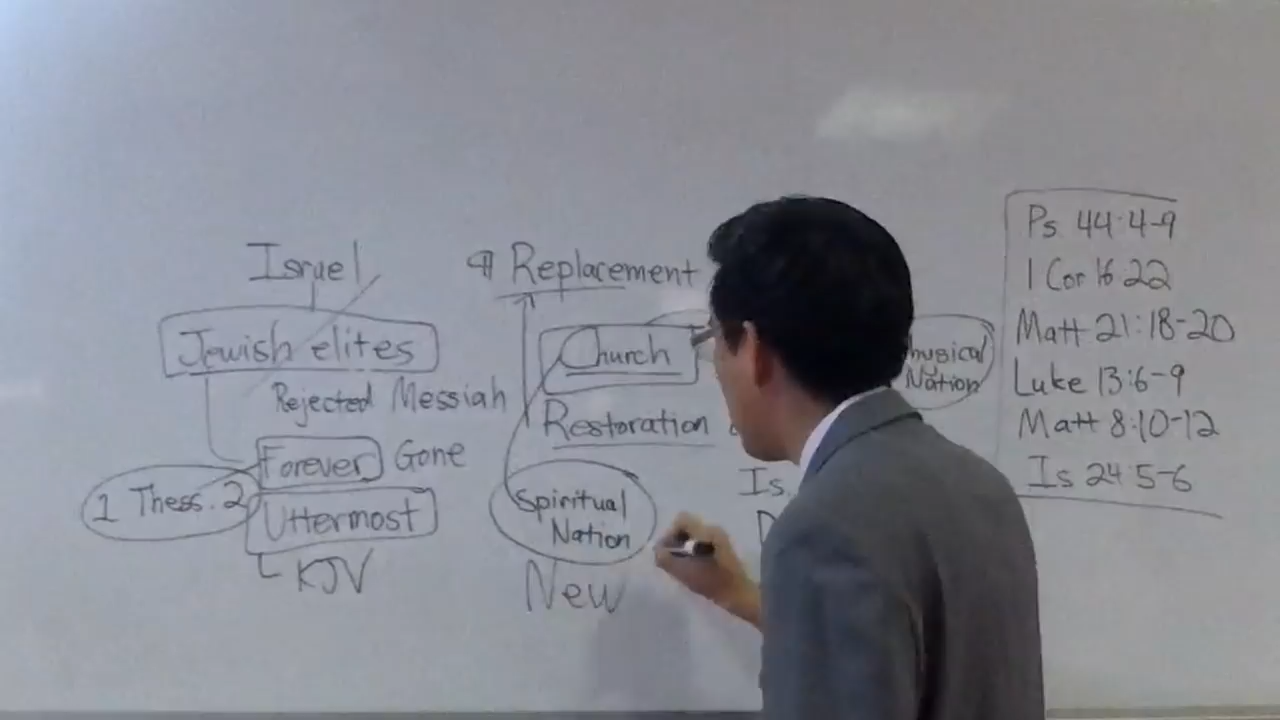 Israel
Jewish elites
Rejected Messiah
Forever Gone
1 Thess. 2
Uttermost
KJV
Replacement
Church
Restoration
Spiritual
Nation
New
Is.
hysical
Nation
Ps. 44:4-9
1 Cor 16:22
Matt 21:18-20
Luke 13:6-9
Matt 8:10-12
Is 24:5-6